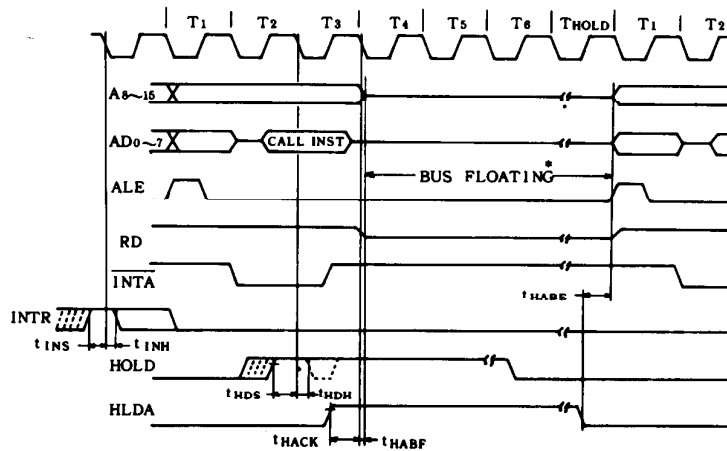 T1 T2 T3 T4 T5 T6 THOLD T1 T2
A8~15
AD0~7 CALL INST
BUS FLOATING*
ALE
RD
INTA
tHABE
INTR
tINS tINH
HOLD
tHDS tHDH
HLDA
tHACK tHABF